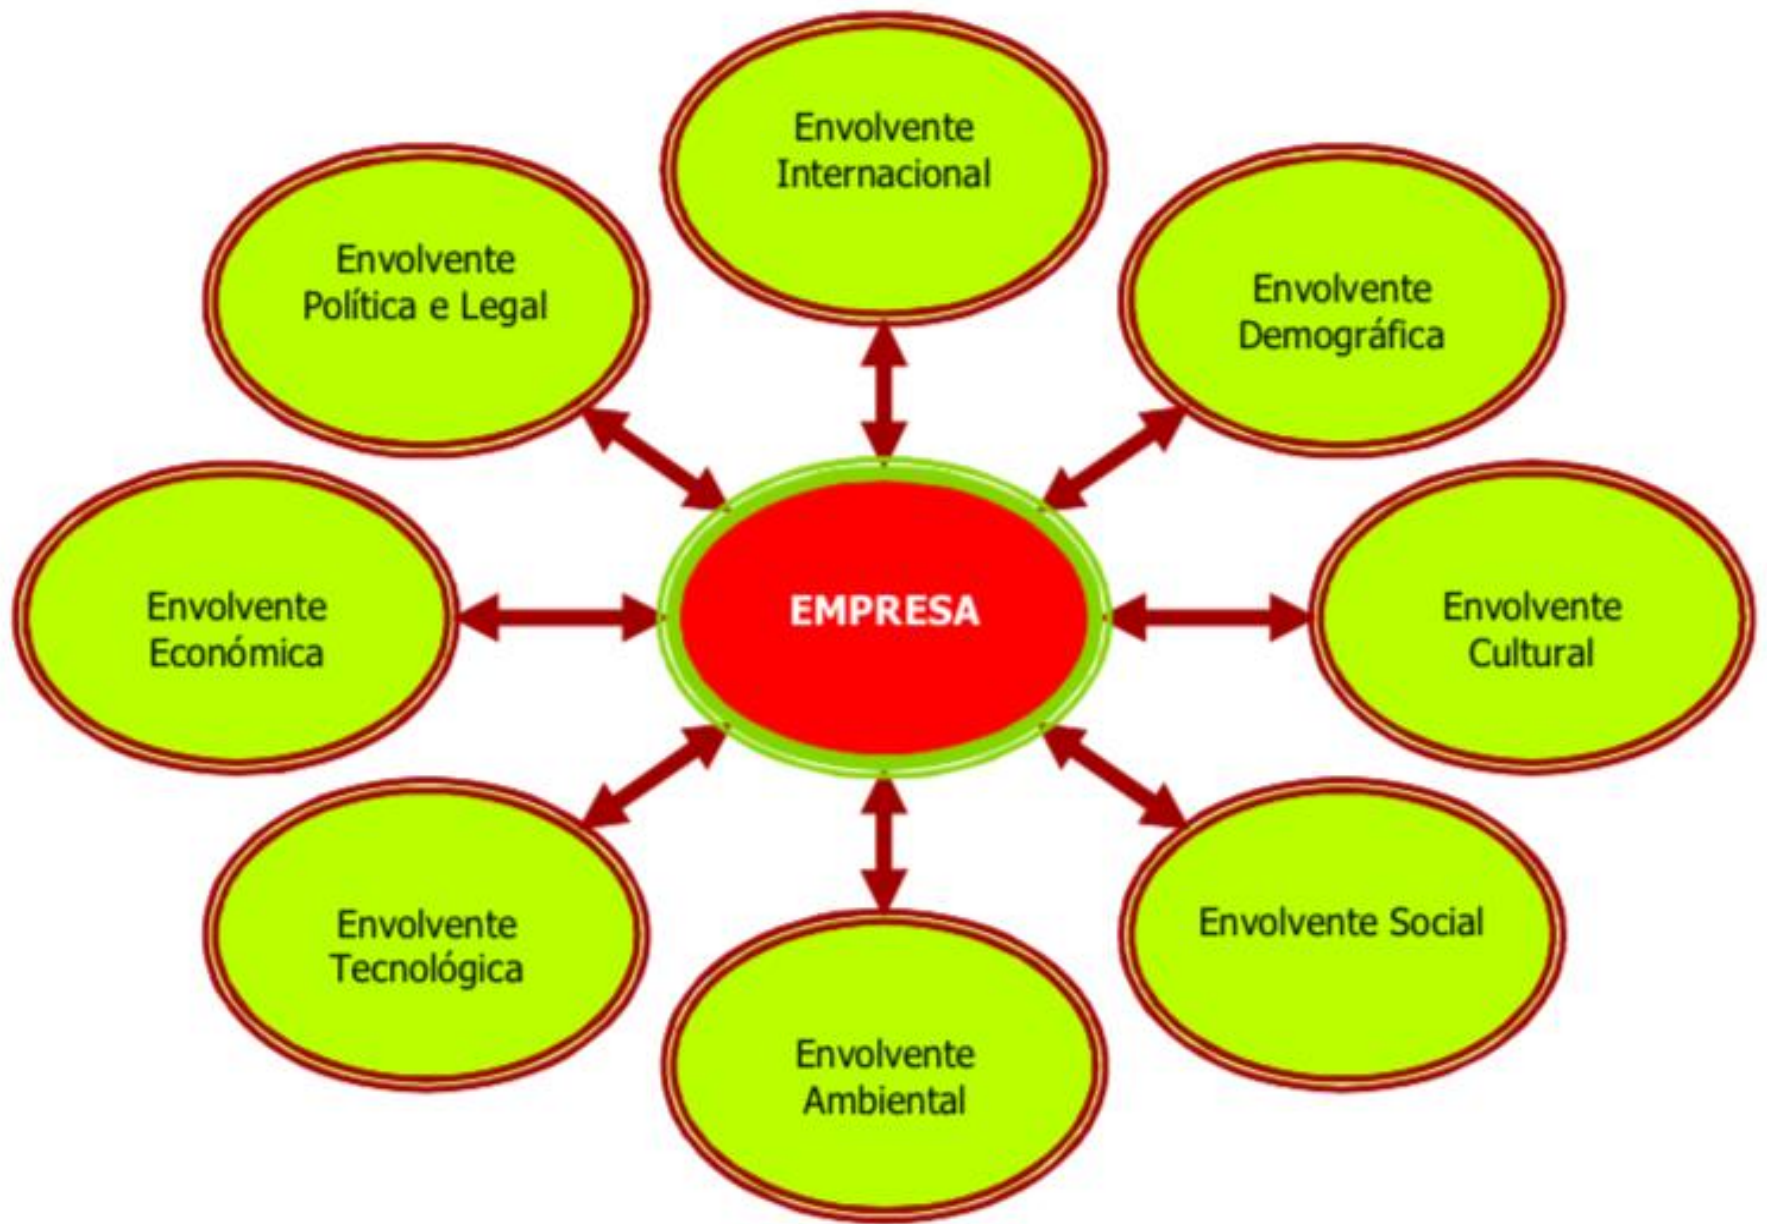 Envolvente
Internacional
Envolvente
Política e Legal
Envolvente
Demográfica
Envolvente
Económica
EMPRESA
Envolvente
Cultural
Envolvente
Tecnológica
Envolvente Social
Envolvente
Ambiental